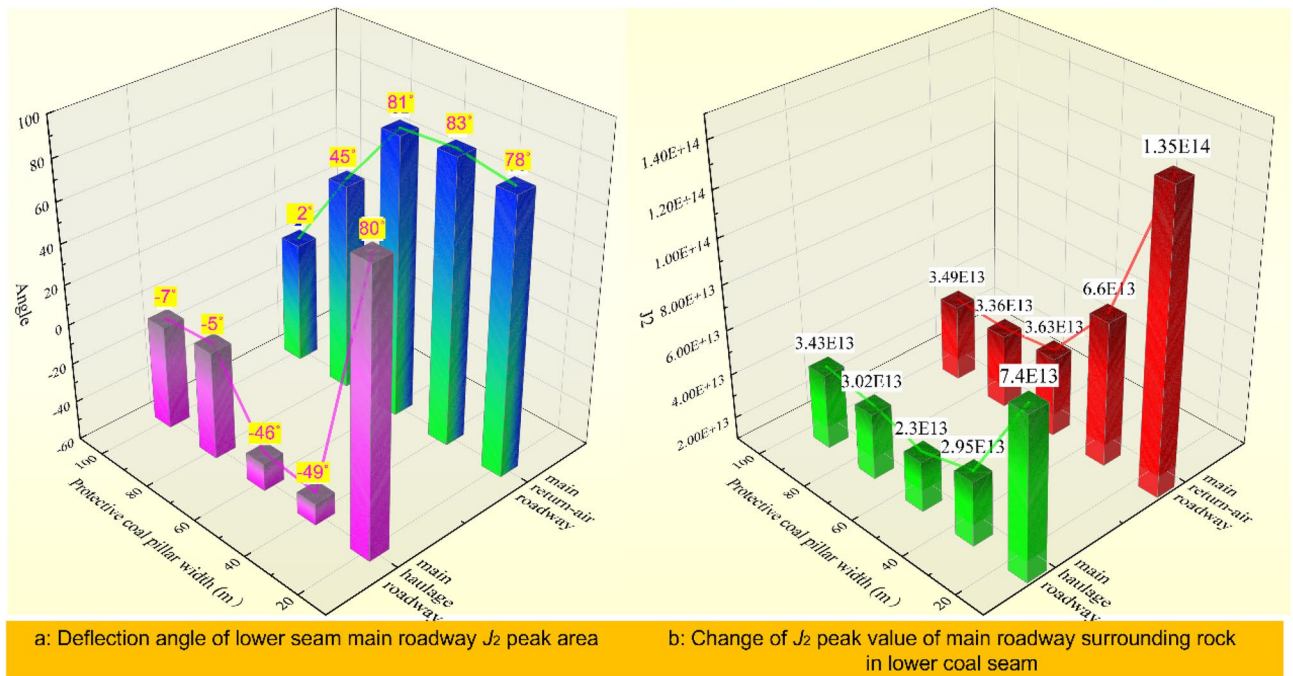 100
80
60
40
20
0
-20
-40
-60
Angle
-7°
-5°
-46°
-49°
80°
2°
45°
81°
83°
78°
100
80
60
40
20
Protective coal pillar width (m)
main
haulage
roadway
main
return-air
roadway
1.40E+14
1.20E+14
1.00E+14
8.00E+13
6.00E+13
4.00E+13
2.00E+13
J2
3.43E13
3.02E13
2.3E13
2.95E13
7.4E13
3.49E13
3.36E13
3.63E13
6.6E13
1.35E14
100
80
60
40
20
Protective coal pillar width (m)
main
haulage
roadway
main
return-air
roadway
a: Deflection angle of lower seam main roadway J₂ peak area
b: Change of J₂ peak value of main roadway surrounding rock
in lower coal seam